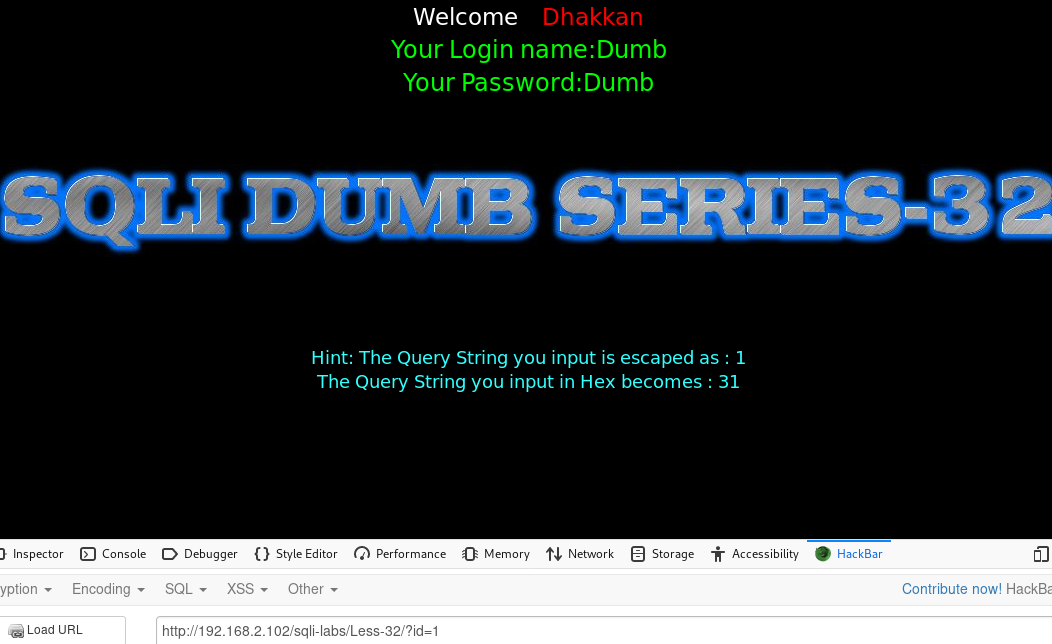 Welcome Dhakkan
Your Login name:Dumb
Your Password:Dumb
SQLI DUMB SERIES-32
Hint: The Query String you input is escaped as : 1
The Query String you input in Hex becomes : 31
Inspector Console Debugger Style Editor Performance Memory Network Storage Accessibility HackBar
yption Encoding SQL XSS Other Contribute now! HackBa
Load URL http://192.168.2.102/sqli-labs/Less-32/?id=1